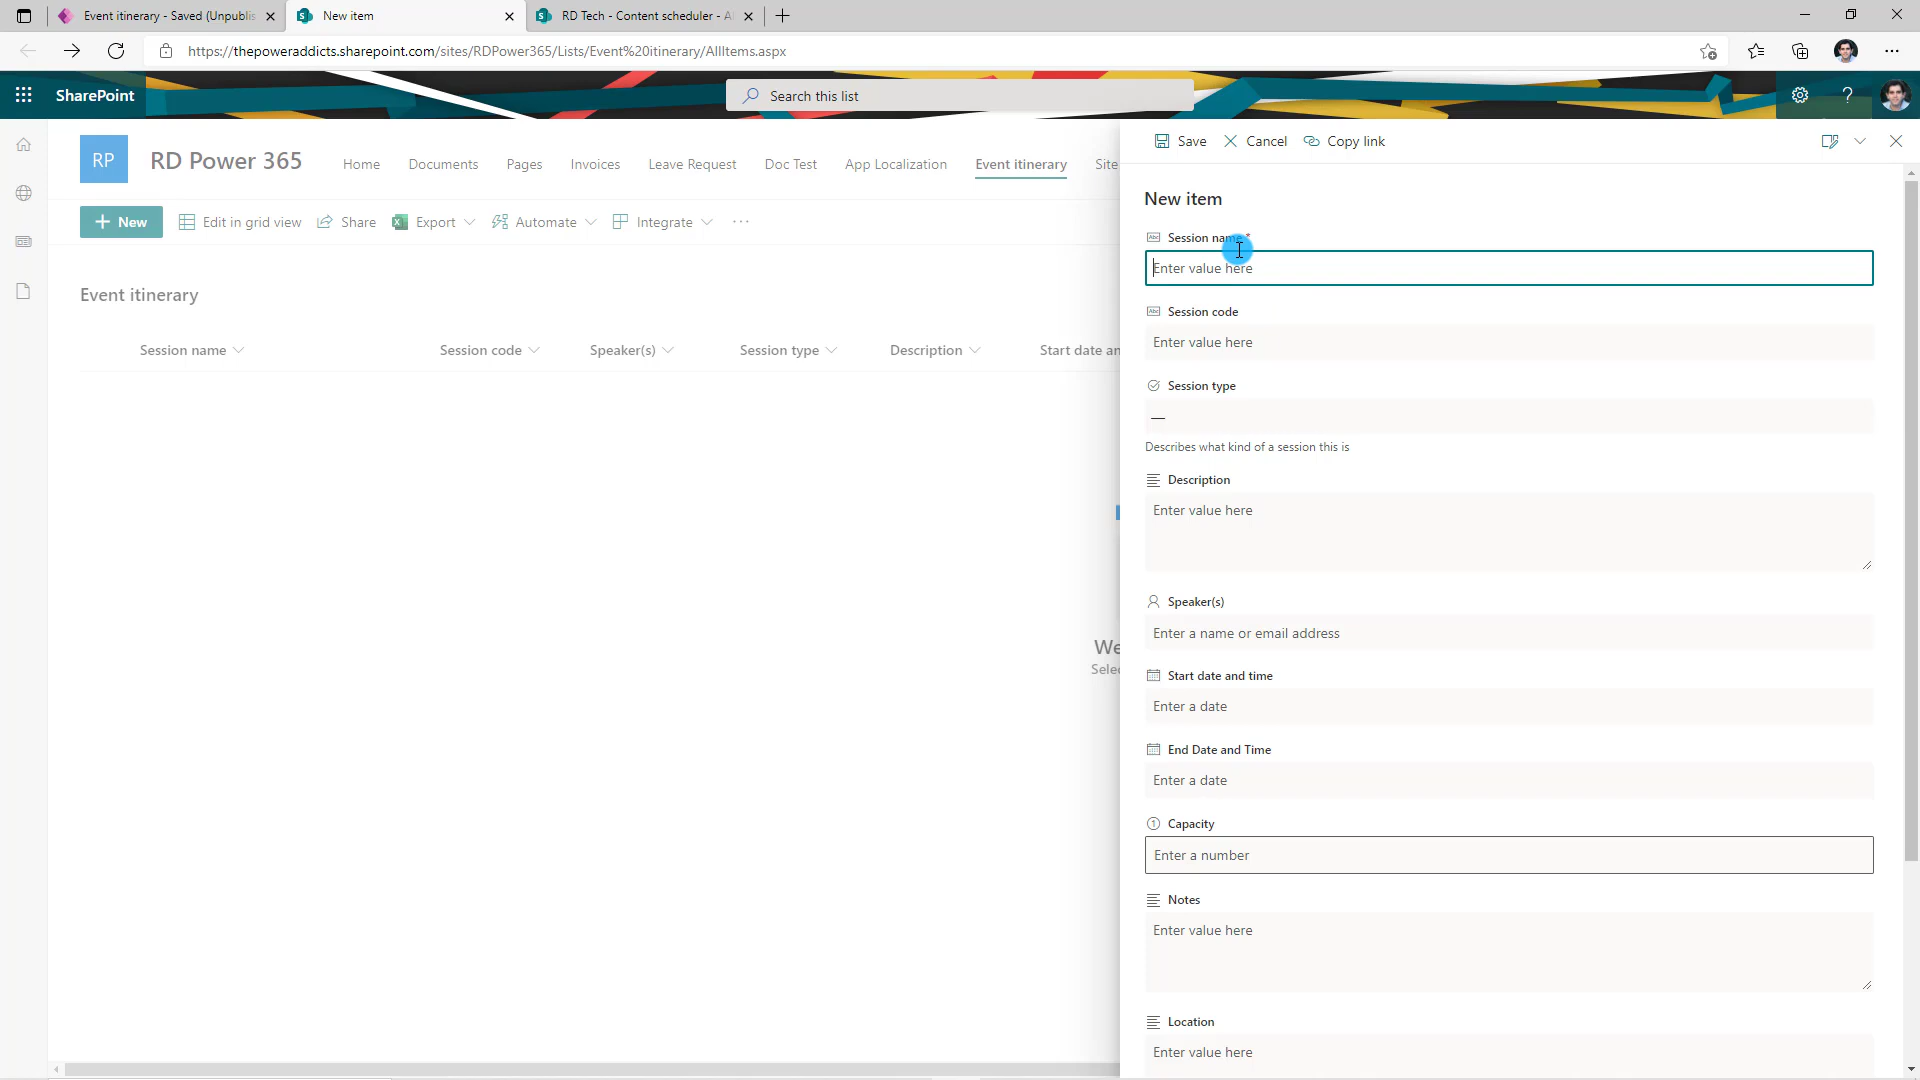 Event itinerary - Saved (Unpublis
New item
RD Tech - Content scheduler - Al
https://thepoweraddicts.sharepoint.com/sites/RDPower365/Lists/Event%20itinerary/AllItems.aspx
SharePoint
Search this list
?
Save
Cancel
Copy link
RP
RD Power 365
Home
Documents
Pages
Invoices
Leave Request
Doc Test
App Localization
Event itinerary
Site
New
Edit in grid view
Share
Export
Automate
Integrate
Event itinerary
Session name
Session code
Speaker(s)
Session type
Description
Start date an
We
Selec
New item
Session name *
Enter value here
Session code
Enter value here
Session type
—
Describes what kind of a session this is
Description
Enter value here
Speaker(s)
Enter a name or email address
Start date and time
Enter a date
End Date and Time
Enter a date
Capacity
Enter a number
Notes
Enter value here
Location
Enter value here